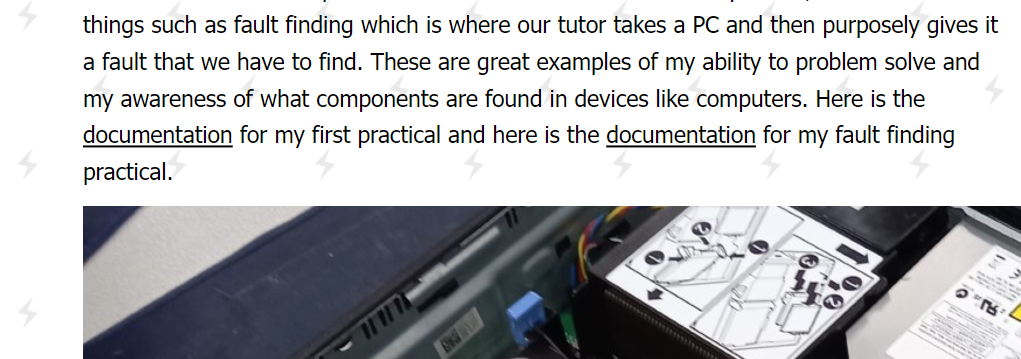 things such as fault finding which is where our tutor takes a PC and then purposely gives it
a fault that we have to find. These are great examples of my ability to problem solve and
my awareness of what components are found in devices like computers. Here is the
documentation for my first practical and here is the documentation for my fault finding
practical.